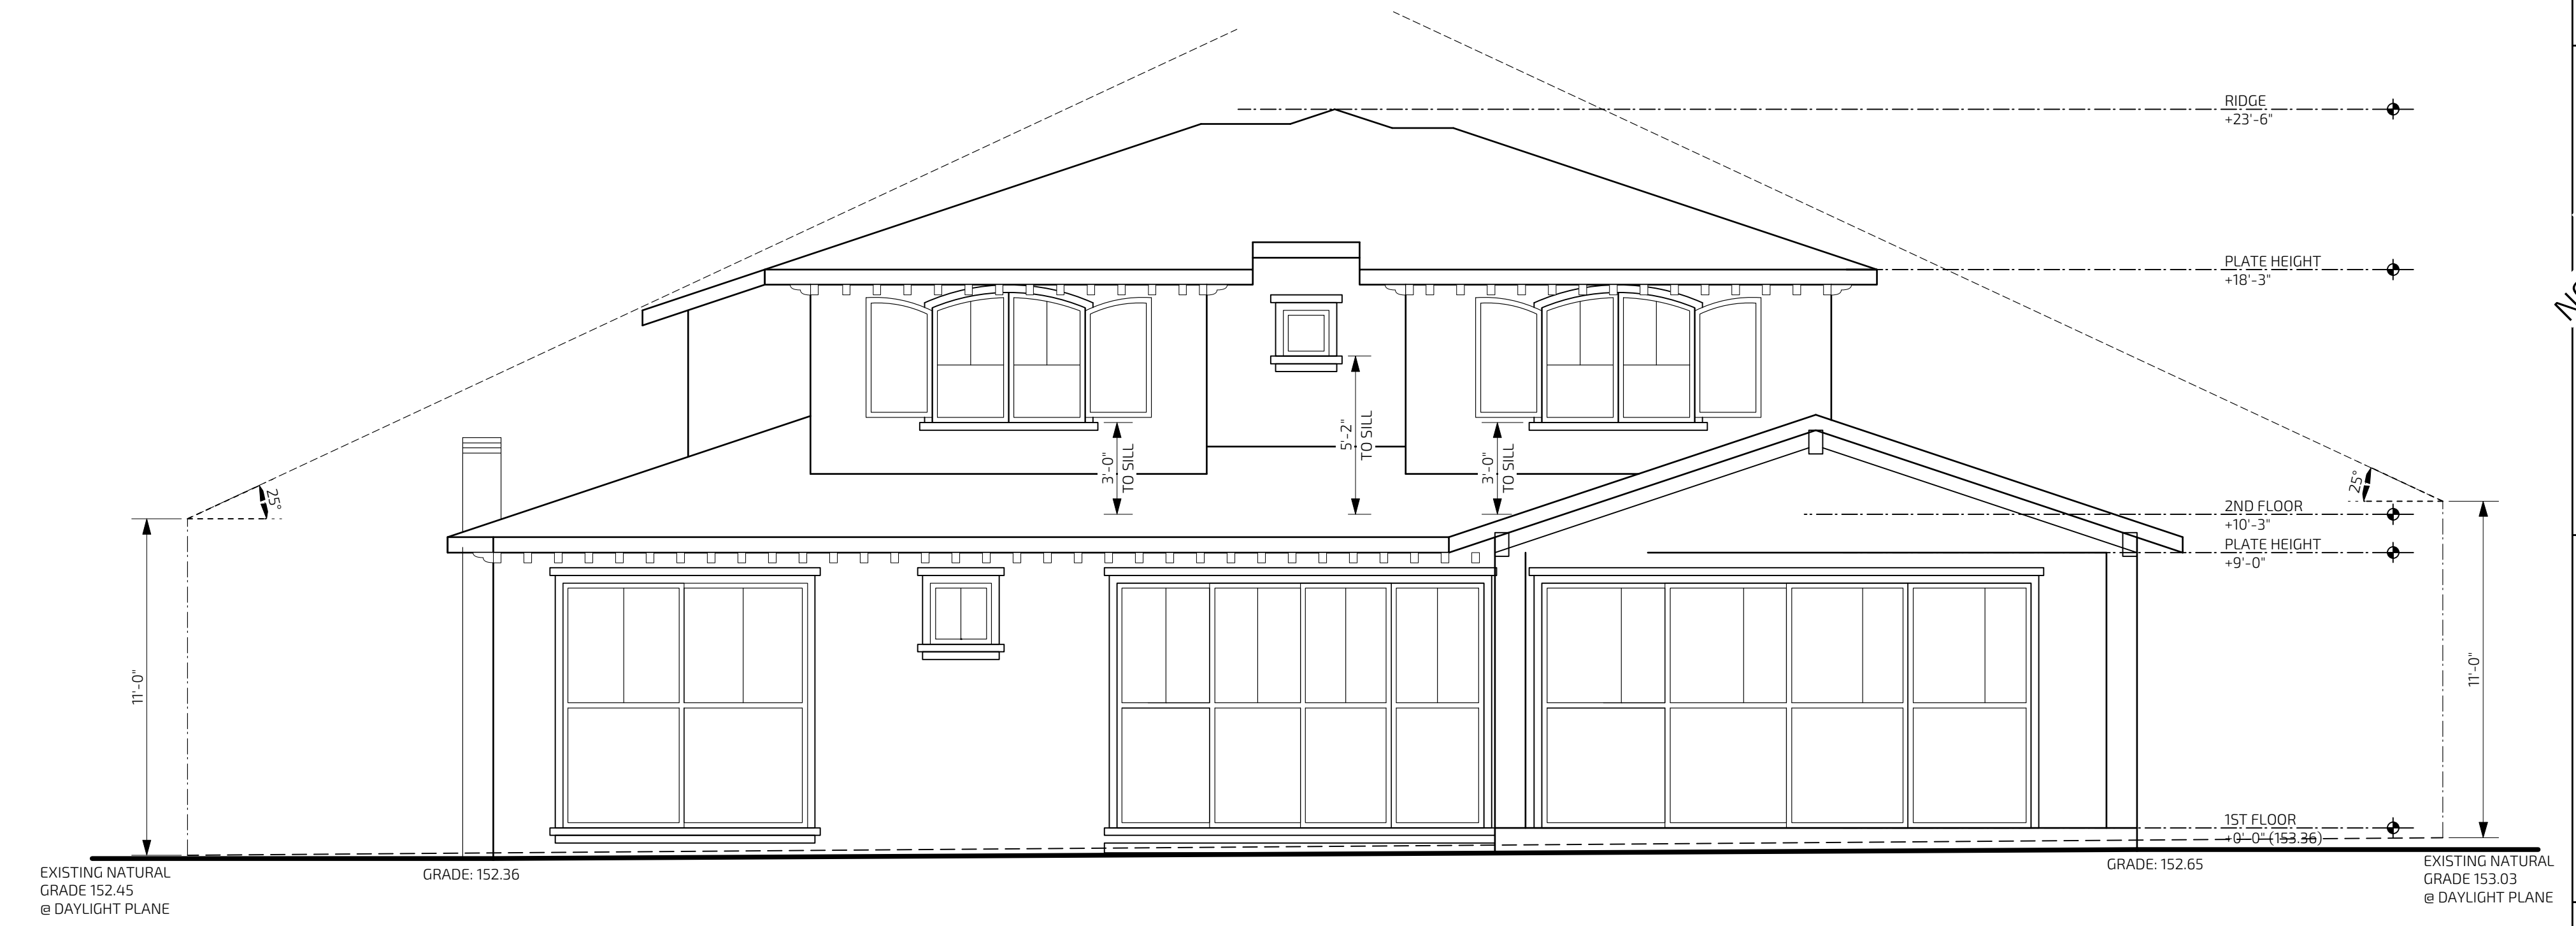 RIDGE
+23'-6"
PLATE HEIGHT
+18'-3"
5'-2"
TO SILL
3'-0"
TO SILL
3'-0"
TO SILL
25°
25°
2ND FLOOR
+10'-3"
PLATE HEIGHT
+9'-0"
11'-0"
11'-0"
1ST FLOOR
+0'-0" (153.36)
EXISTING NATURAL
GRADE 152.45
@ DAYLIGHT PLANE
GRADE: 152.36
GRADE: 152.65
EXISTING NATURAL
GRADE 153.03
@ DAYLIGHT PLANE